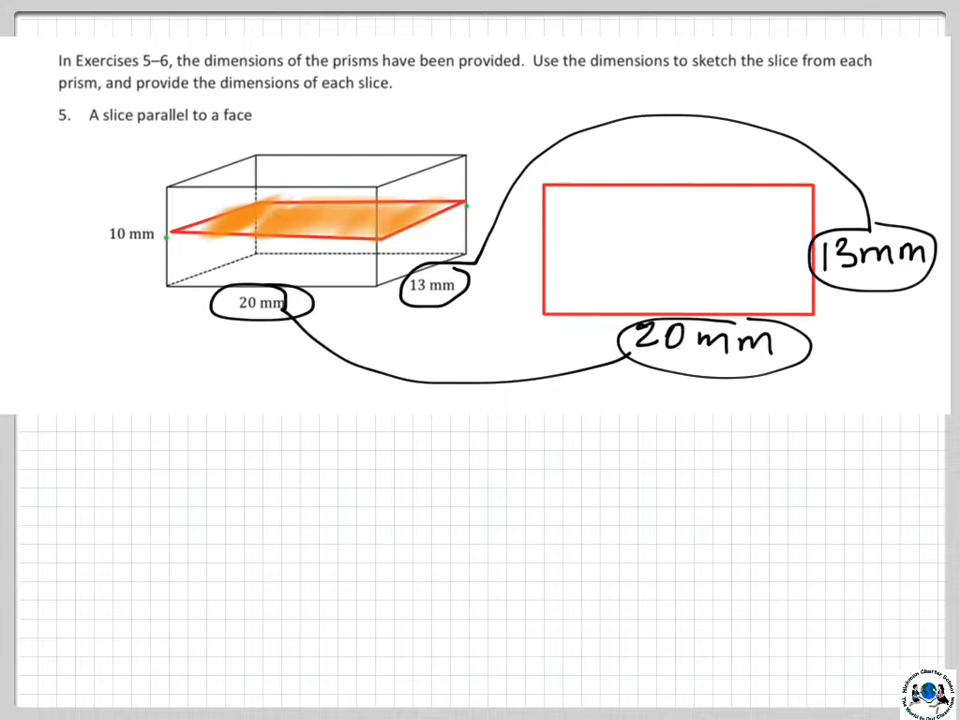 In Exercises 5–6, the dimensions of the prisms have been provided. Use the dimensions to sketch the slice from each
prism, and provide the dimensions of each slice.
5. A slice parallel to a face
10 mm
13 mm
20 mm
13mm
20mm